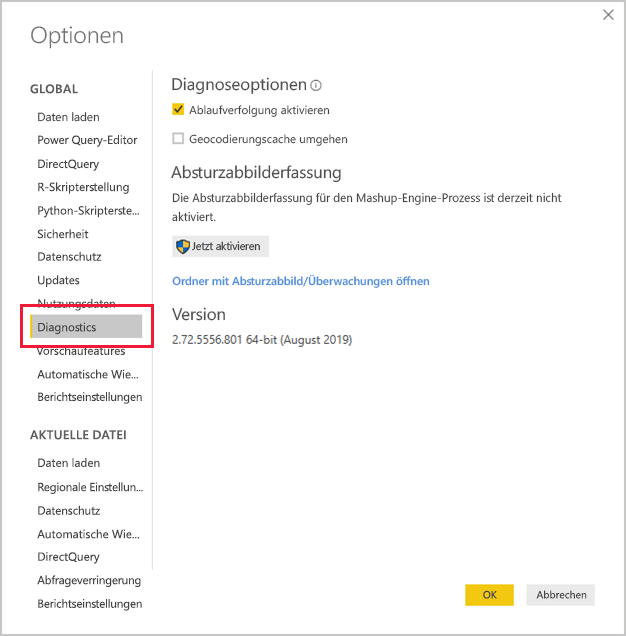 Optionen
GLOBAL
Daten laden
Power Query-Editor
DirectQuery
R-Skripterstellung
Python-Skripterste...
Sicherheit
Datenschutz
Updates
Nutzungsdaten
Diagnostics
Vorschaufeatures
Automatische Wie...
Berichtseinstellungen
AKTUELLE DATEI
Daten laden
Regionale Einstellun...
Datenschutz
Automatische Wie...
DirectQuery
Abfrageverringerung
Berichtseinstellungen
Diagnoseoptionen
Ablaufverfolgung aktivieren
Geocodierungscache umgehen
Absturzabbilderfassung
Die Absturzabbilderfassung für den Mashup-Engine-Prozess ist derzeit nicht
aktiviert.
Jetzt aktivieren
Ordner mit Absturzabbild/Überwachungen öffnen
Version
2.72.5556.801 64-bit (August 2019)
OK
Abbrechen